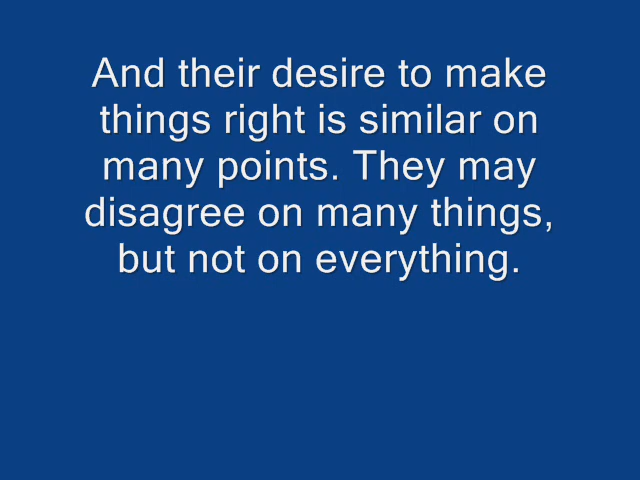 And their desire to make
things right is similar on
many points. They may
disagree on many things,
but not on everything.